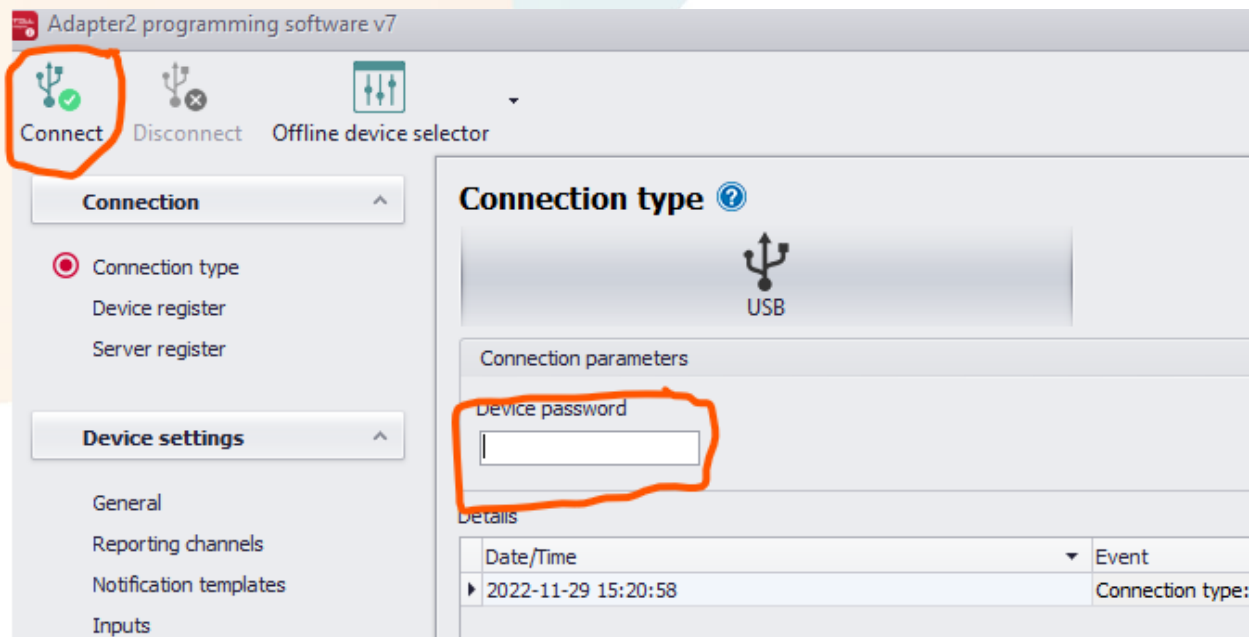 Adapter2 programming software v7
Connect Disconnect Offline device selector
Connection
Connection type
Device register
Server register
Device settings
General
Reporting channels
Notification templates
Inputs
Connection type ?
USB
Connection parameters
Device password
Details
Date/Time Event
2022-11-29 15:20:58 Connection type: